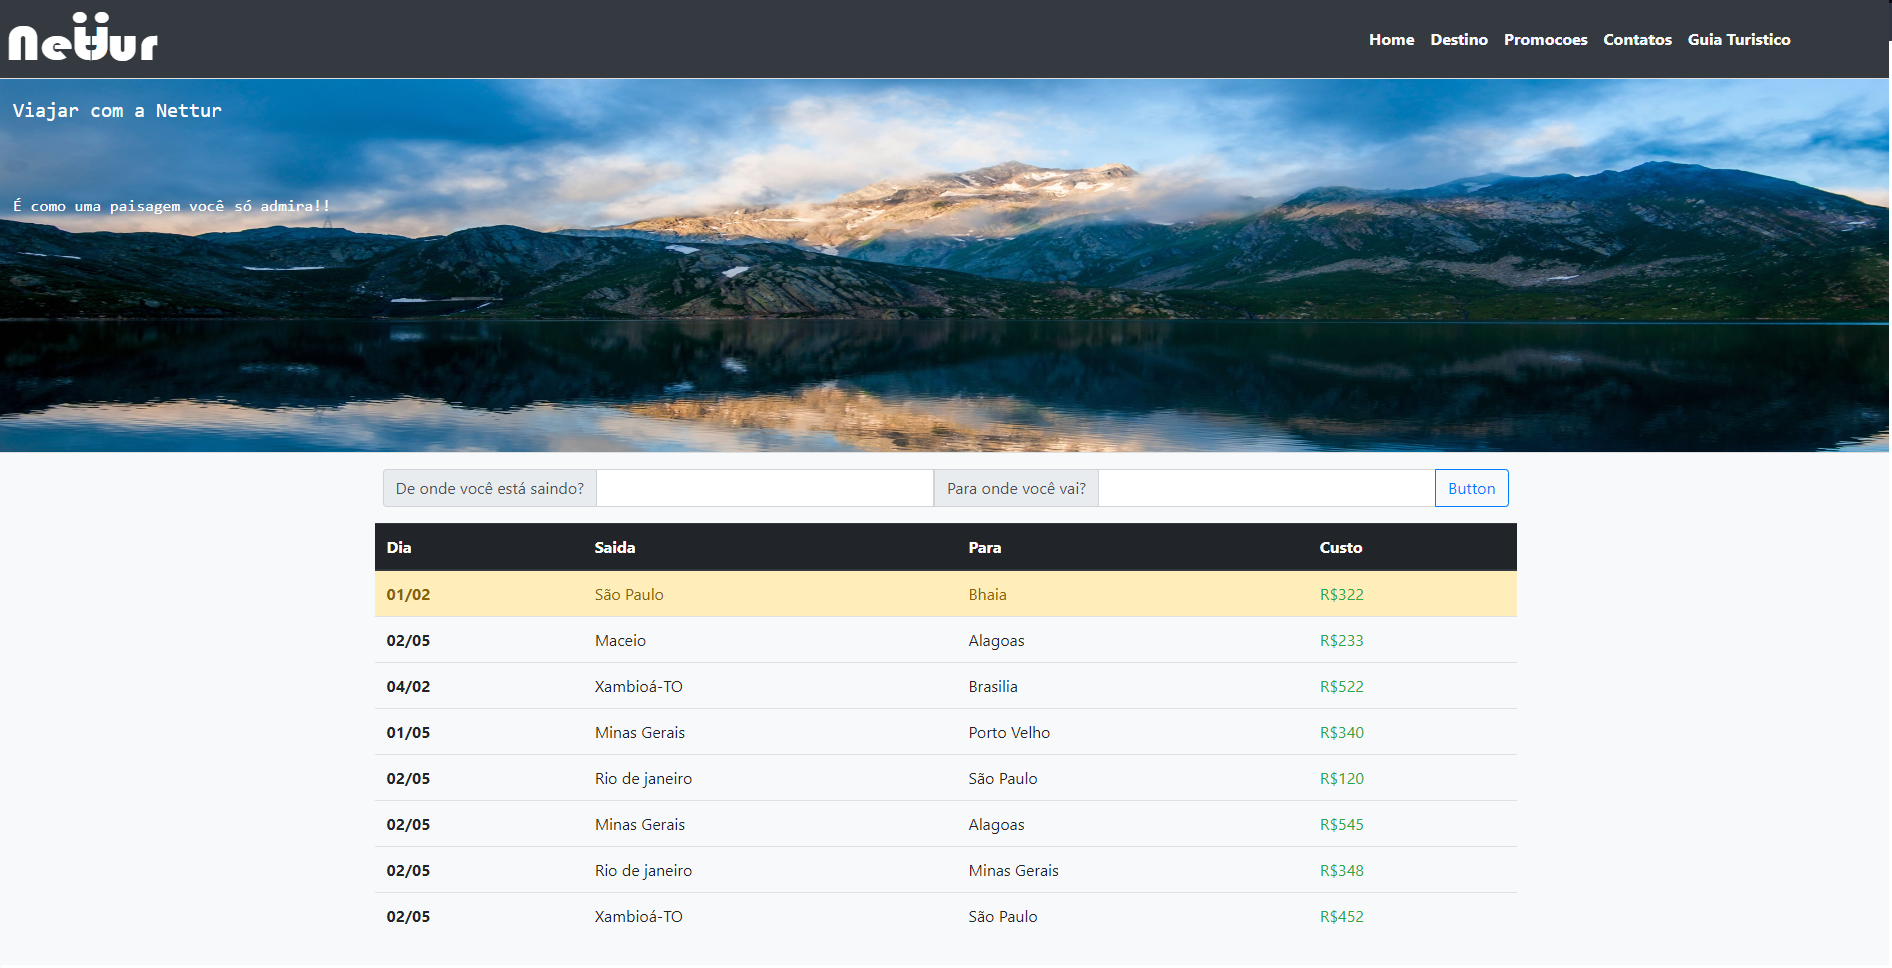 Nettur
Home Destino Promocoes Contatos Guia Turistico
Viajar com a Nettur
É como uma paisagem você só admira!!
De onde você está saindo? Para onde você vai? Button
Dia Saida Para Custo
01/02 São Paulo Bhaia R$322
02/05 Maceio Alagoas R$233
04/02 Xambioá-TO Brasilia R$522
01/05 Minas Gerais Porto Velho R$340
02/05 Rio de janeiro São Paulo R$120
02/05 Minas Gerais Alagoas R$545
02/05 Rio de janeiro Minas Gerais R$348
02/05 Xambioá-TO São Paulo R$452